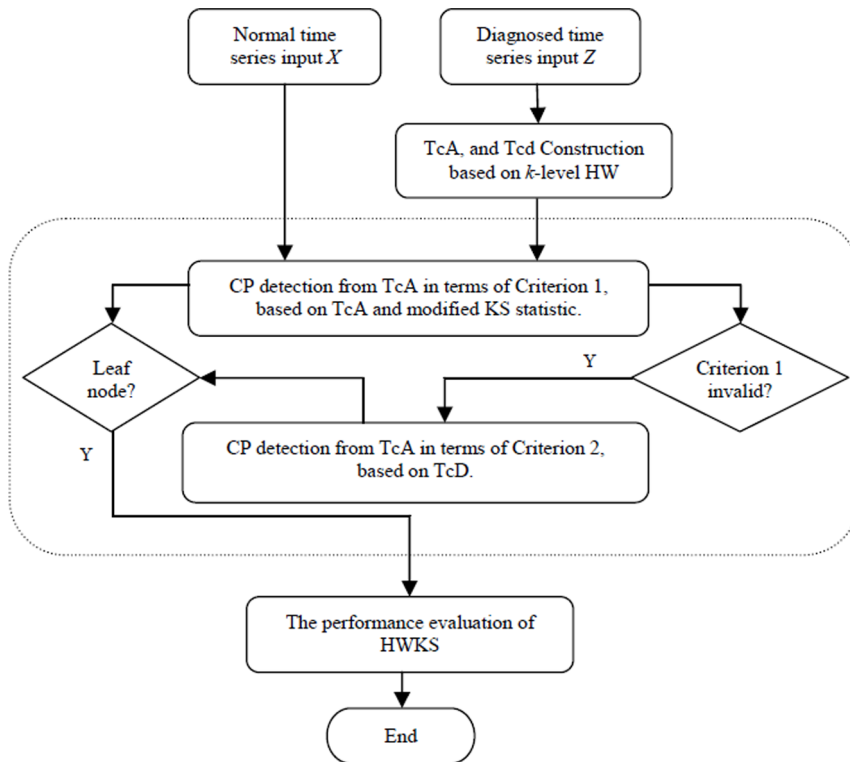 Normal time
series input X
Diagnosed time
series input Z
TcA, and Tcd Construction
based on k-level HW
CP detection from TcA in terms of Criterion 1,
based on TcA and modified KS statistic.
Leaf
node?
Y
Criterion 1
invalid?
CP detection from TcA in terms of Criterion 2,
based on TcD.
Y
The performance evaluation of
HWKS
End